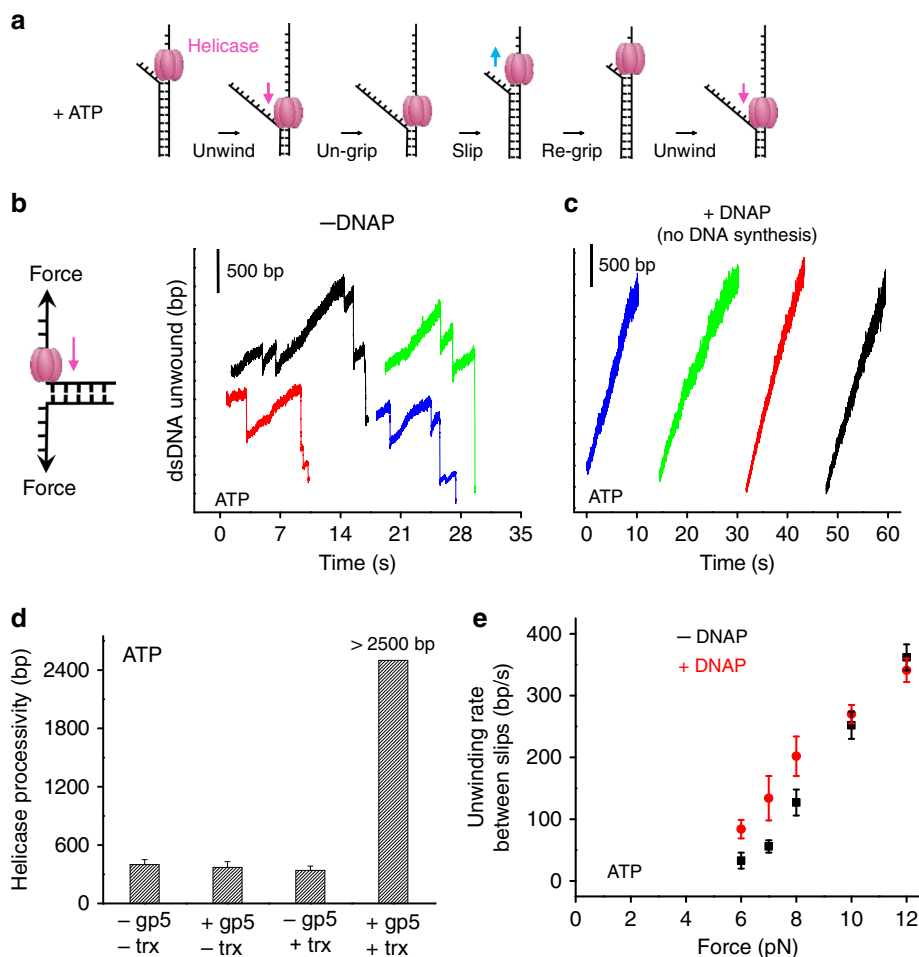 a
Helicase
+ ATP
Unwind
Un-grip
Slip
Re-grip
Unwind
b
–DNAP
Force
Force
500 bp
dsDNA unwound (bp)
ATP
0 7 14 21 28 35
Time (s)
c
+ DNAP
(no DNA synthesis)
500 bp
ATP
0 10 20 30 40 50 60
Time (s)
d
ATP
> 2500 bp
Helicase processivity (bp)
2400
1800
1200
600
0
– gp5 + gp5 – gp5 + gp5
– trx – trx + trx + trx
e
– DNAP
+ DNAP
Unwinding rate
between slips (bp/s)
400
300
200
100
0
ATP
0 2 4 6 8 10 12
Force (pN)